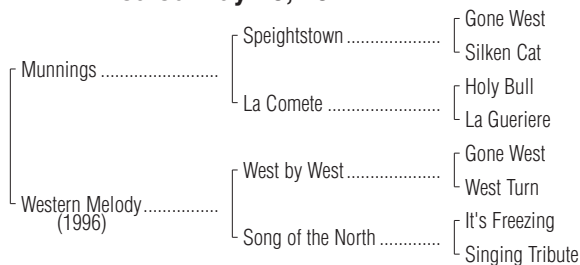 Gone West
Speightstown
Silken Cat
Munnings
Holy Bull
La Comete
La Gueriere
Gone West
West by West
West Turn
Western Melody
(1996)
It's Freezing
Song of the North
Singing Tribute